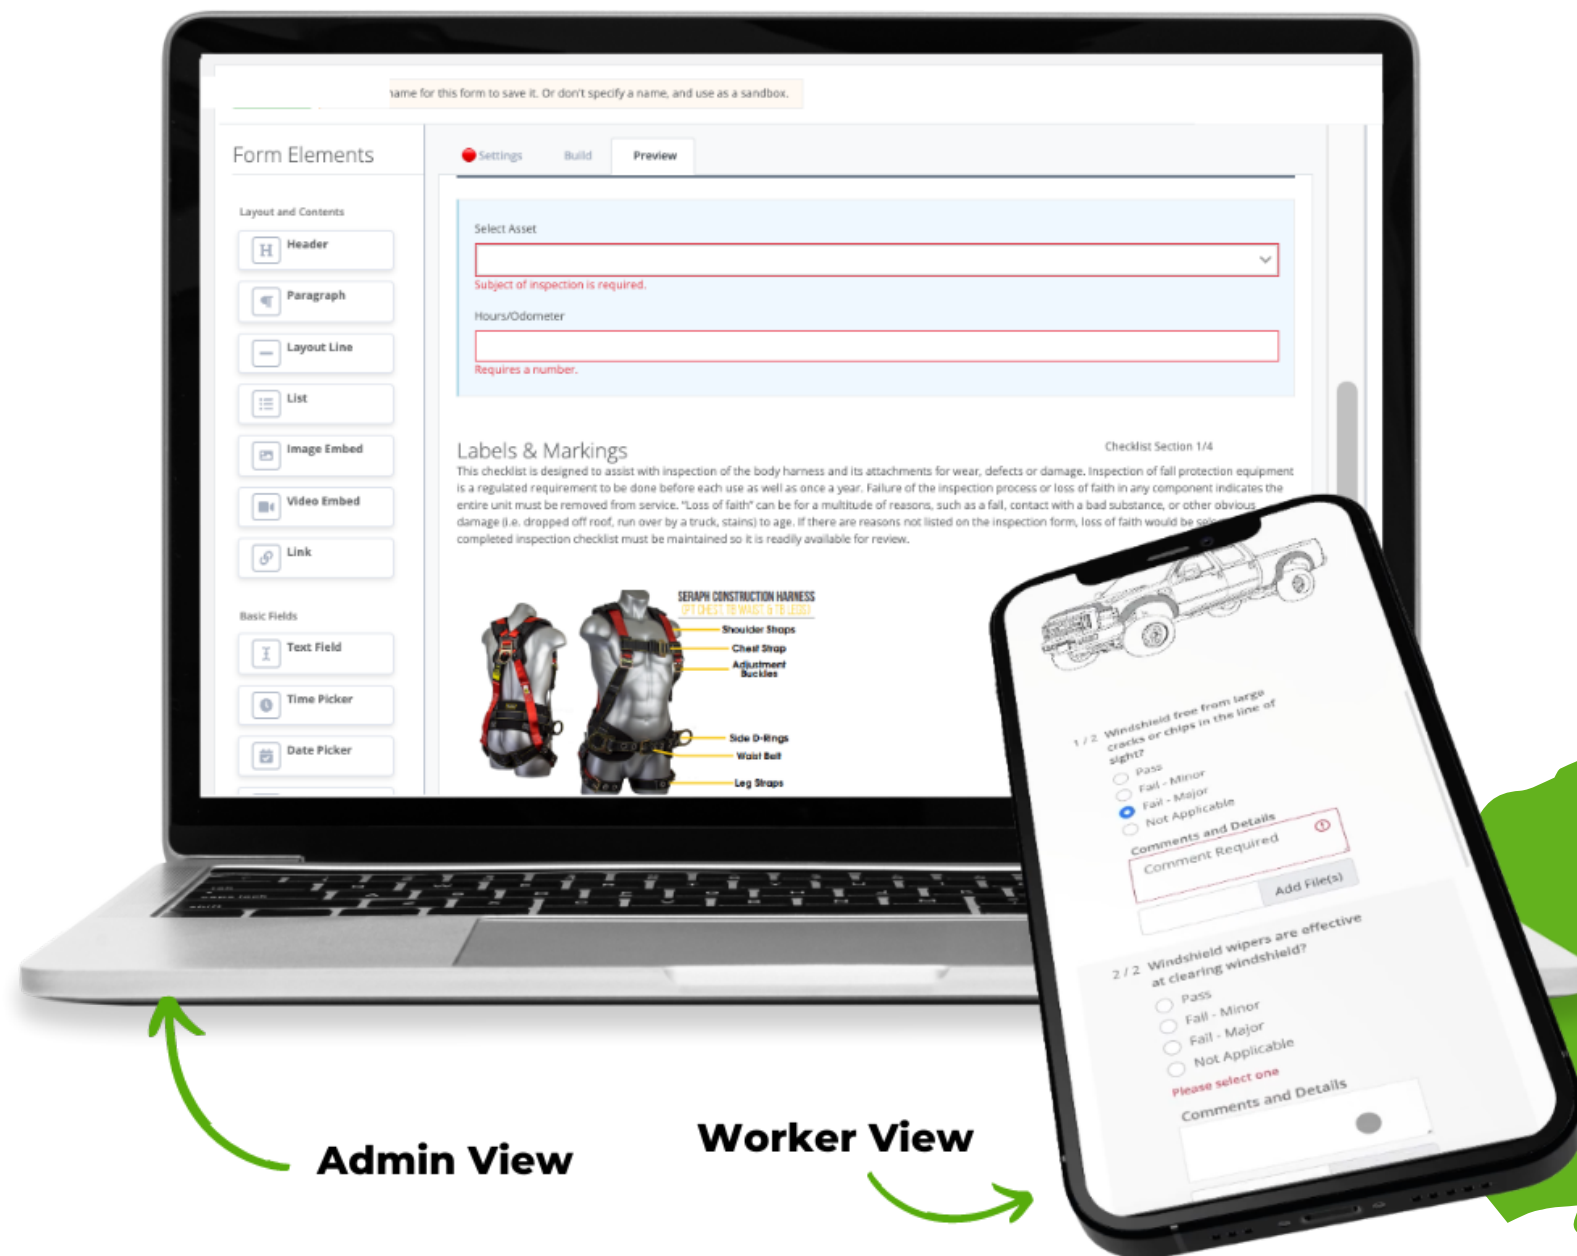 name for this form to save it. Or don't specify a name, and use as a sandbox.
Form Elements
Settings
Build
Preview
Layout and Contents
Header
Paragraph
Layout Line
List
Image Embed
Video Embed
Link
Basic Fields
Text Field
Time Picker
Date Picker
Select Asset
Subject of inspection is required.
Hours/Odometer
Requires a number.
Labels & Markings
Checklist Section 1/4
This checklist is designed to assist with inspection of the body harness and its attachments for wear, defects or damage. Inspection of fall protection equipment
is a regulated requirement to be done before each use as well as once a year. Failure of the inspection process or loss of faith in any component indicates the
entire unit must be removed from service. "Loss of faith" can be for a multitude of reasons, such as a fall, contact with a bad substance, or other obvious
damage (i.e. dropped off roof, run over by a truck, stains) to age. If there are reasons not listed on the inspection form, loss of faith would be
completed inspection checklist must be maintained so it is readily available for review.
SERAPH CONSTRUCTION HARNESS
(PT CHEST, TB WAIST & TB LEGS)
Shoulder Straps
Chest Strap
Adjustment
Buckles
Side D-Rings
Waist Belt
Leg Straps
1 / 2 Windshield free from large
cracks or chips in the line of
sight?
Pass
Fail - Minor
Fail - Major
Not Applicable
Comments and Details
Comment Required
Add File(s)
2 / 2 Windshield wipers are effective
at clearing windshield?
Pass
Fail - Minor
Fail - Major
Not Applicable
Please select one
Comments and Details
Admin View
Worker View